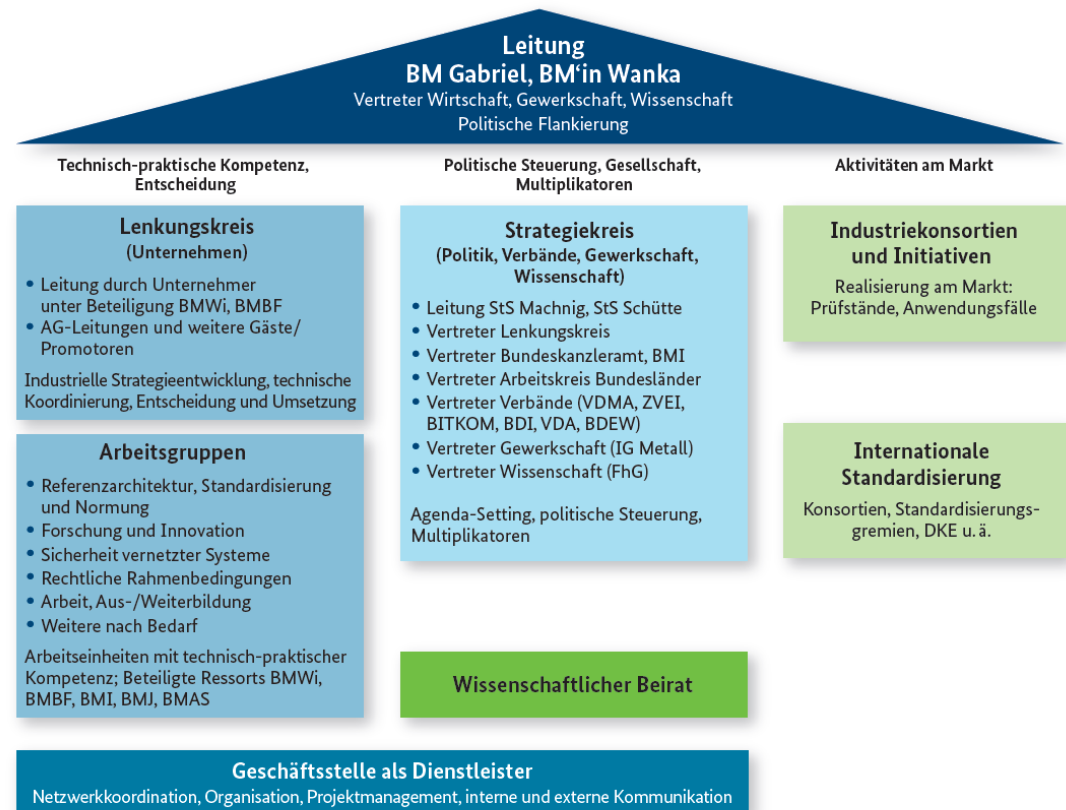 Leitung
BM Gabriel, BM‘in Wanka
Vertreter Wirtschaft, Gewerkschaft, Wissenschaft
Politische Flankierung
Technisch-praktische Kompetenz,
Entscheidung
Lenkungskreis
(Unternehmen)
• Leitung durch Unternehmer
unter Beteiligung BMWi, BMBF
• AG-Leitungen und weitere Gäste/
Promotoren
Industrielle Strategieentwicklung, technische
Koordinierung, Entscheidung und Umsetzung
Arbeitsgruppen
• Referenzarchitektur, Standardisierung
und Normung
• Forschung und Innovation
• Sicherheit vernetzter Systeme
• Rechtliche Rahmenbedingungen
• Arbeit, Aus-/Weiterbildung
• Weitere nach Bedarf
Arbeitseinheiten mit technisch-praktischer
Kompetenz; Beteiligte Ressorts BMWi,
BMBF, BMI, BMJ, BMAS
Politische Steuerung, Gesellschaft,
Multiplikatoren
Strategiekreis
(Politik, Verbände, Gewerkschaft,
Wissenschaft)
• Leitung StS Machnig, StS Schütte
• Vertreter Lenkungskreis
• Vertreter Bundeskanzleramt, BMI
• Vertreter Arbeitskreis Bundesländer
• Vertreter Verbände (VDMA, ZVEI,
BITKOM, BDI, VDA, BDEW)
• Vertreter Gewerkschaft (IG Metall)
• Vertreter Wissenschaft (FhG)
Agenda-Setting, politische Steuerung,
Multiplikatoren
Wissenschaftlicher Beirat
Aktivitäten am Markt
Industriekonsortien
und Initiativen
Realisierung am Markt:
Prüfstände, Anwendungsfälle
Internationale
Standardisierung
Konsortien, Standardisierungs-
gremien, DKE u. ä.
Geschäftsstelle als Dienstleister
Netzwerkkoordination, Organisation, Projektmanagement, interne und externe Kommunikation